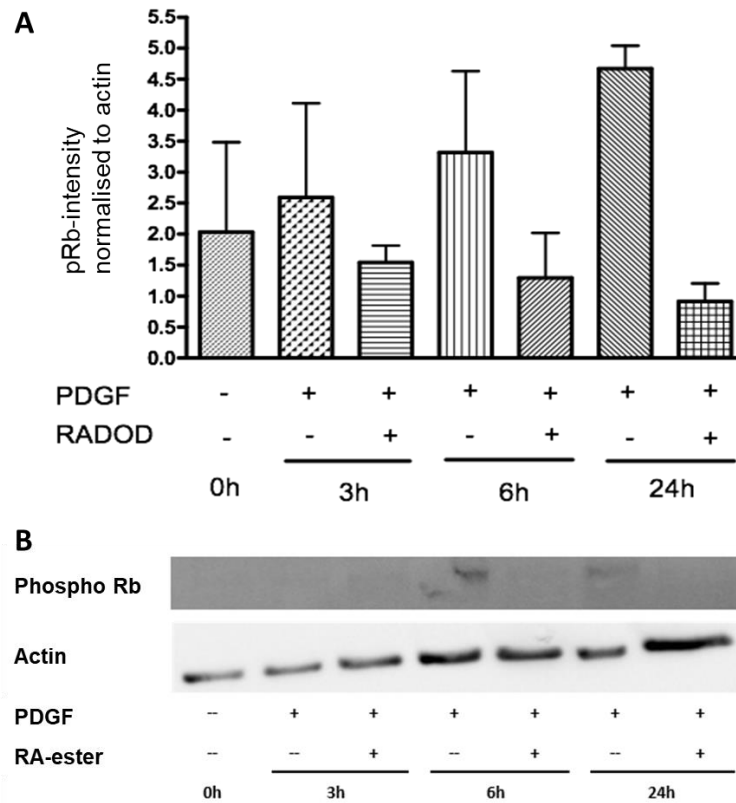 A
5.5
5.0
4.5
4.0
3.5
3.0
2.5
2.0
1.5
1.0
0.5
0.0
pRb-intensity
normalised to actin
PDGF - + + + + + +
RADOD - - + - + - +
0h 3h 6h 24h
B
Phospho Rb
Actin
PDGF -- + + + + + +
RA-ester -- -- + -- + -- +
0h 3h 6h 24h